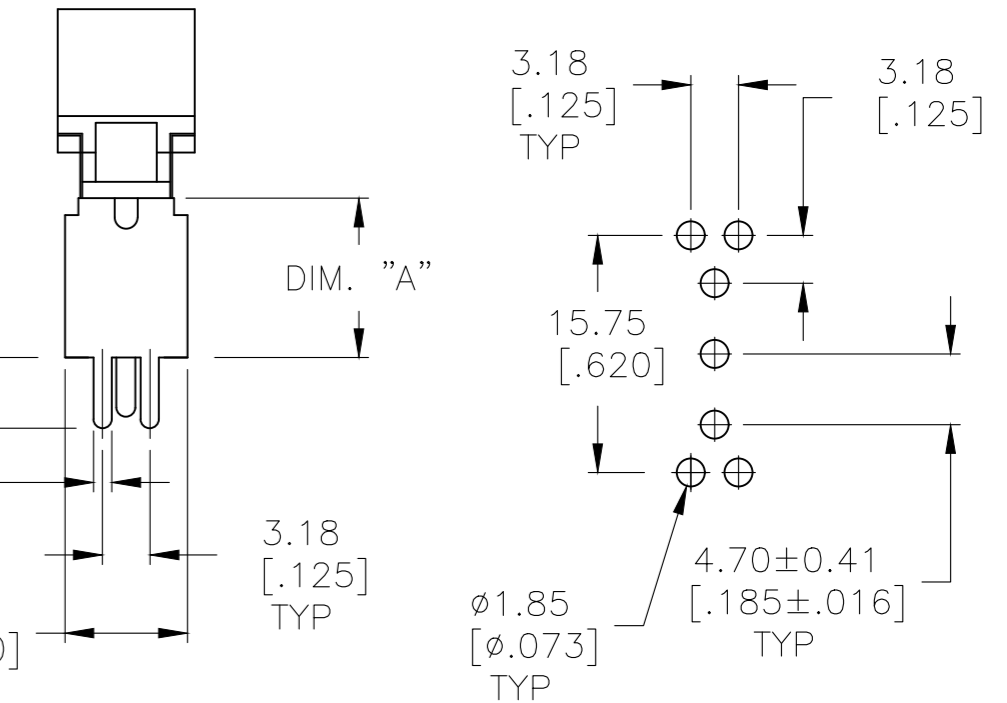 3.18
[.125]
TYP
3.18
[.125]
DIM. "A"
15.75
[.620]
3.18
[.125]
TYP
4.70±0.41
[.185±.016]
TYP
ø1.85
[ø.073]
TYP
]